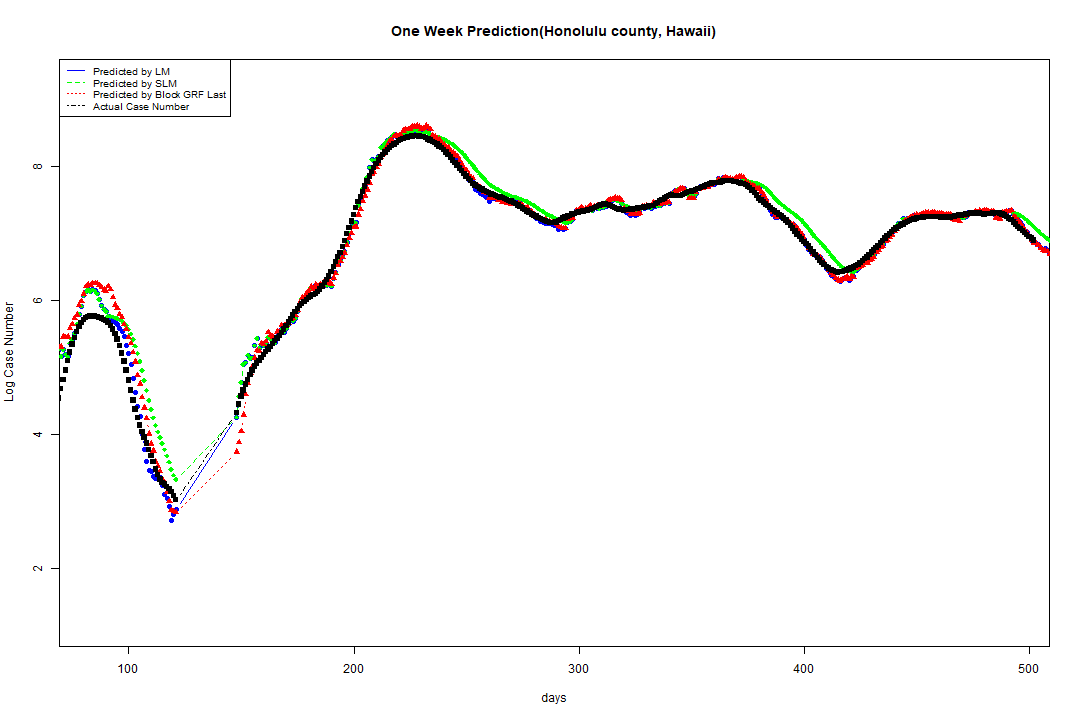 One Week Prediction(Honolulu county, Hawaii)
Predicted by LM
Predicted by SLM
Predicted by Block GRF Last
Actual Case Number
8
6
4
2
Log Case Number
100
200
300
400
500
days